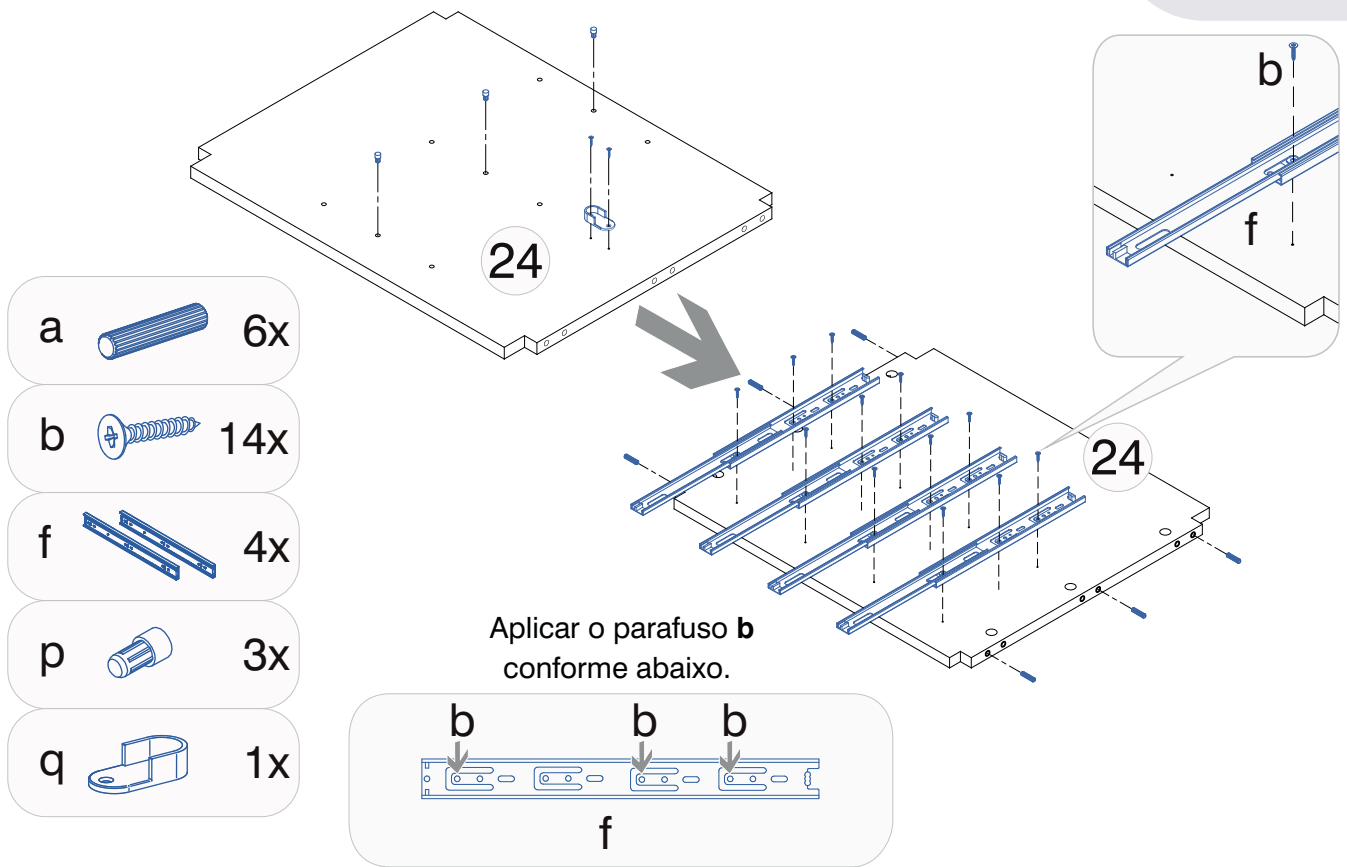 b
f
24
a 6x
b 14x
f 4x
p 3x
q 1x
24
Aplicar o parafuso b
conforme abaixo.
b b b
f